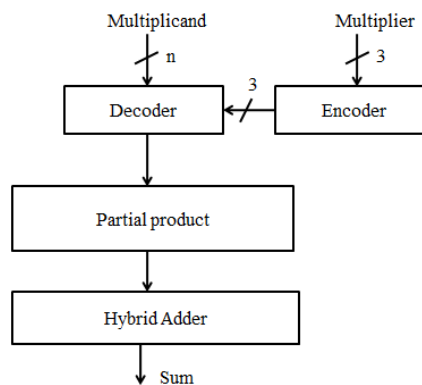 Multiplicand
Multiplier
n
3
3
Decoder
Encoder
Partial product
Hybrid Adder
Sum